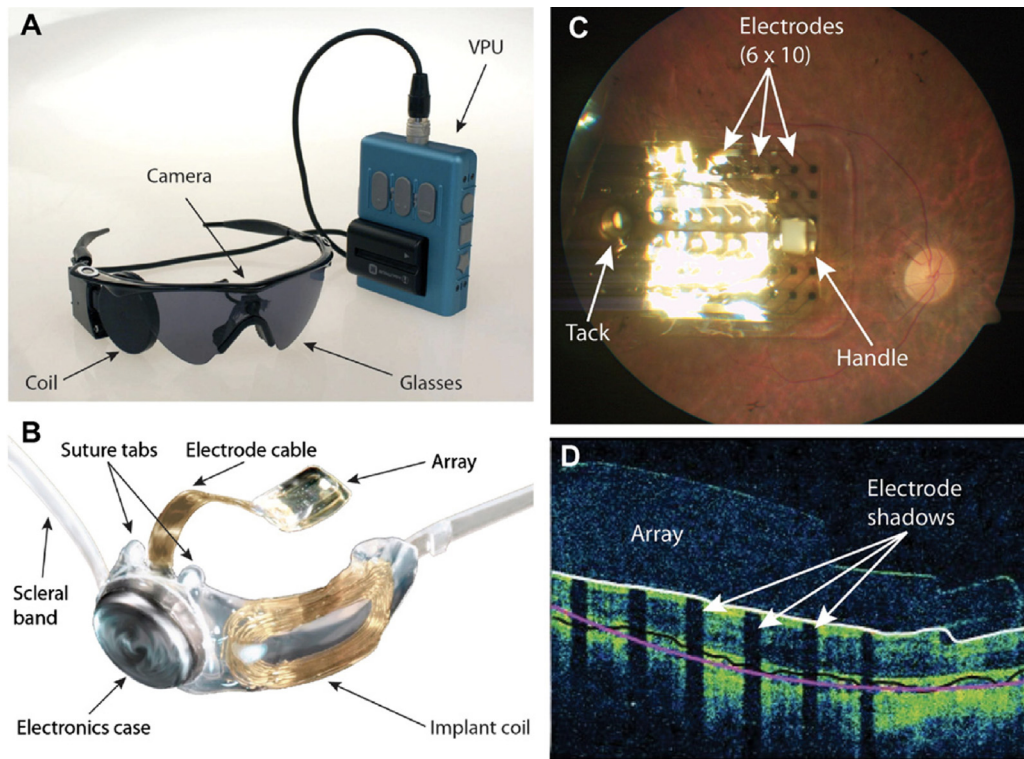 A
VPU
Camera
Coil
Glasses
B
Suture tabs
Electrode cable
Array
Scleral
band
Electronics case
Implant coil
C
Electrodes
(6 x 10)
Tack
Handle
D
Electrode
shadows
Array